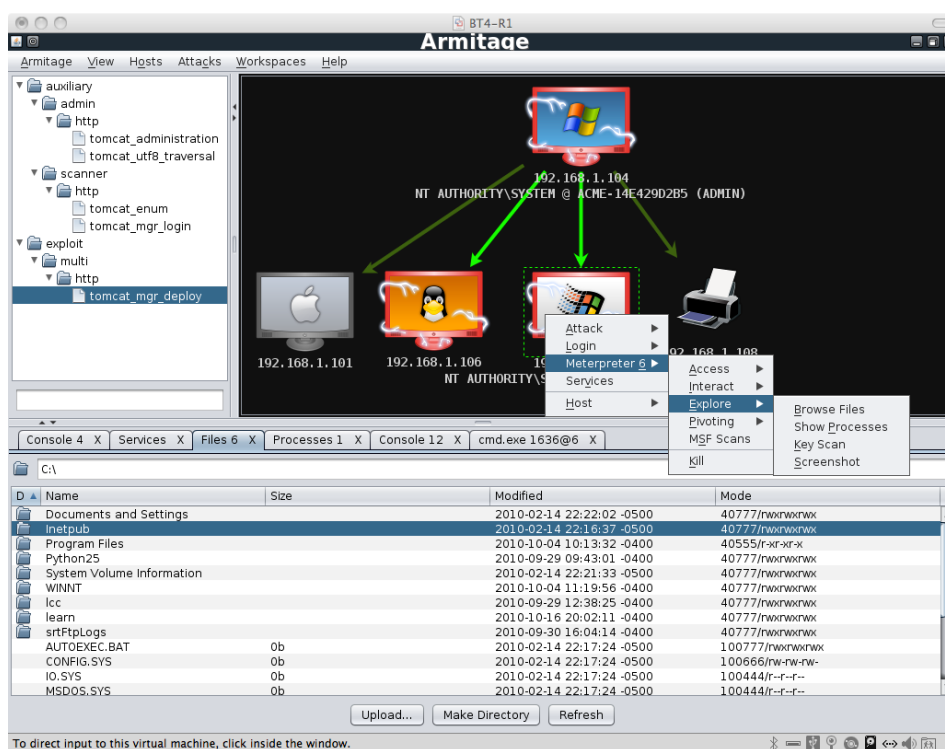 BT4-R1
Armitage
Armitage View Hosts Attacks Workspaces Help
auxiliary
admin
http
tomcat_administration
tomcat_utf8_traversal
scanner
http
tomcat_enum
tomcat_mgr_login
exploit
multi
http
tomcat_mgr_deploy
192.168.1.104
NT AUTHORITY\SYSTEM @ ACME-14E429D2B5 (ADMIN)
192.168.1.101
192.168.1.106
NT AUTHORITY\S
92.168.1.108
Attack
Login
Meterpreter 6
Services
Host
Access
Interact
Explore
Pivoting
MSF Scans
Kill
Browse Files
Show Processes
Key Scan
Screenshot
Console 4 X Services X Files 6 X Processes 1 X Console 12 X cmd.exe 1636@6 X
C:\
D Name Size Modified Mode
Documents and Settings 2010-02-14 22:22:02 -0500 40777/rwxrwxrwx
Inetpub 2010-02-14 22:16:37 -0500 40777/rwxrwxrwx
Program Files 2010-10-04 10:13:32 -0400 40555/r-xr-xr-x
Python25 2010-09-29 09:43:01 -0400 40777/rwxrwxrwx
System Volume Information 2010-02-14 22:21:33 -0500 40777/rwxrwxrwx
WINNT 2010-10-04 11:19:56 -0400 40777/rwxrwxrwx
lcc 2010-09-29 12:38:25 -0400 40777/rwxrwxrwx
learn 2010-10-16 20:02:11 -0400 40777/rwxrwxrwx
srtFtpLogs 2010-09-30 16:04:14 -0400 40777/rwxrwxrwx
AUTOEXEC.BAT 0b 2010-02-14 22:17:24 -0500 100777/rwxrwxrwx
CONFIG.SYS 0b 2010-02-14 22:17:24 -0500 100666/rw-rw-rw-
IO.SYS 0b 2010-02-14 22:17:24 -0500 100444/r--r--r--
MSDOS.SYS 0b 2010-02-14 22:17:24 -0500 100444/r--r--r--
Upload... Make Directory Refresh
To direct input to this virtual machine, click inside the window.